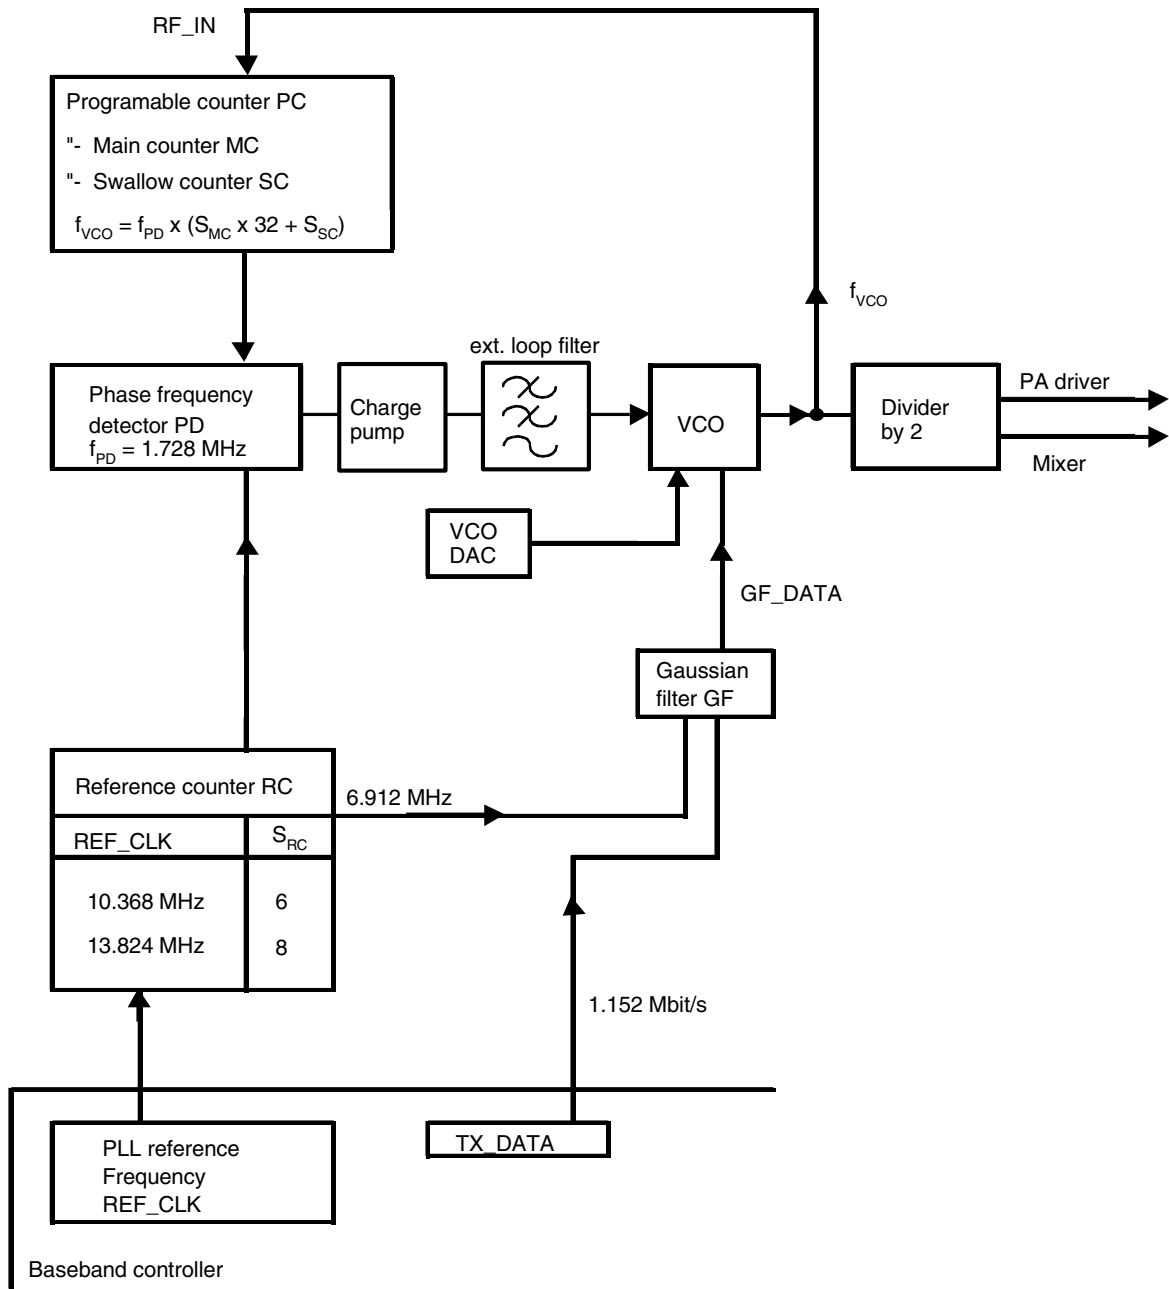 RF_IN
Programable counter PC
"- Main counter MC
"- Swallow counter SC
fVCO = fPD x (SMC x 32 + SSC)
fVCO
ext. loop filter
Phase frequency
detector PD
fPD = 1.728 MHz
Charge
pump
VCO
Divider
by 2
PA driver
Mixer
VCO
DAC
GF_DATA
Gaussian
filter GF
Reference counter RC
6.912 MHz
REF_CLK SRC
10.368 MHz 6
13.824 MHz 8
1.152 Mbit/s
PLL reference
Frequency
REF_CLK
TX_DATA
Baseband controller